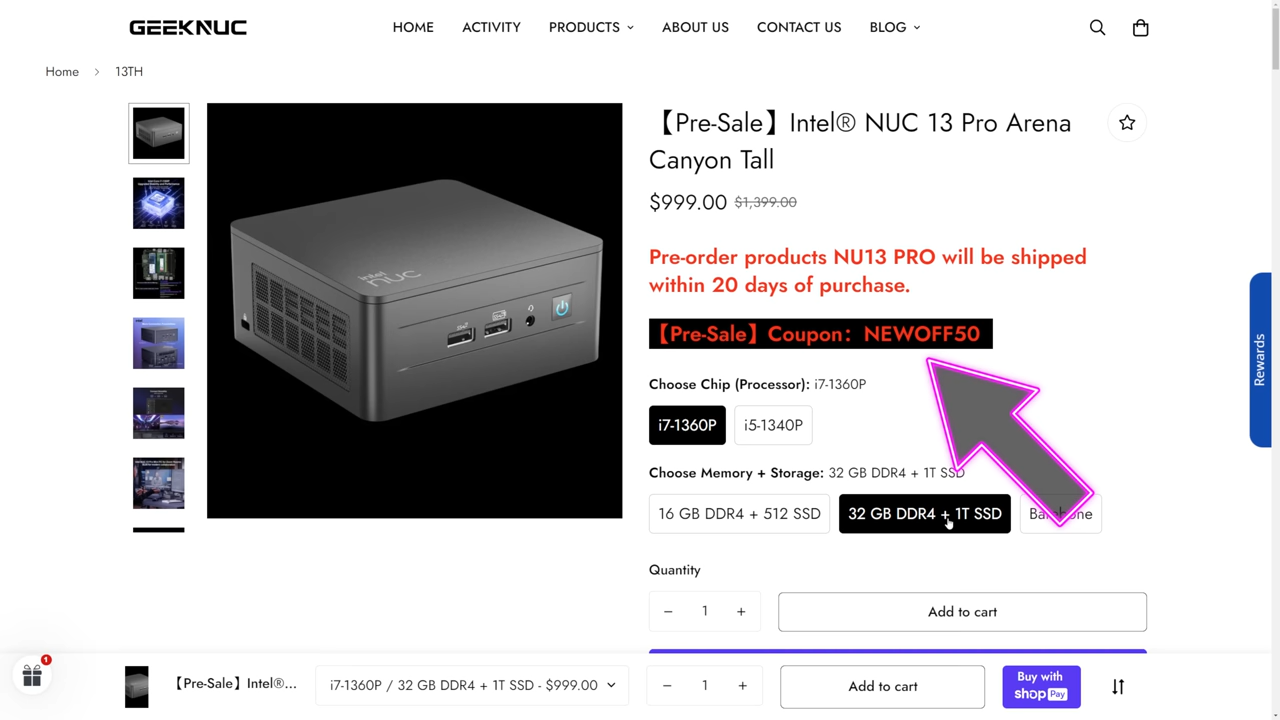 GEEKNUC
HOME
ACTIVITY
PRODUCTS
ABOUT US
CONTACT US
BLOG
Home
13TH
【Pre-Sale】Intel® NUC 13 Pro Arena
Canyon Tall
$999.00 $1,399.00
Pre-order products NU13 PRO will be shipped
within 20 days of purchase.
【Pre-Sale】Coupon：NEWOFF50
Choose Chip (Processor): i7-1360P
i7-1360P
i5-1340P
Choose Memory + Storage: 32 GB DDR4 + 1T SSD
16 GB DDR4 + 512 SSD
32 GB DDR4 + 1T SSD
Quantity
− 1 +
Add to cart
intel
nuc
Rewards
1
【Pre-Sale】Intel®...
i7-1360P / 32 GB DDR4 + 1T SSD - $999.00
− 1 +
Add to cart
Buy with
shop Pay